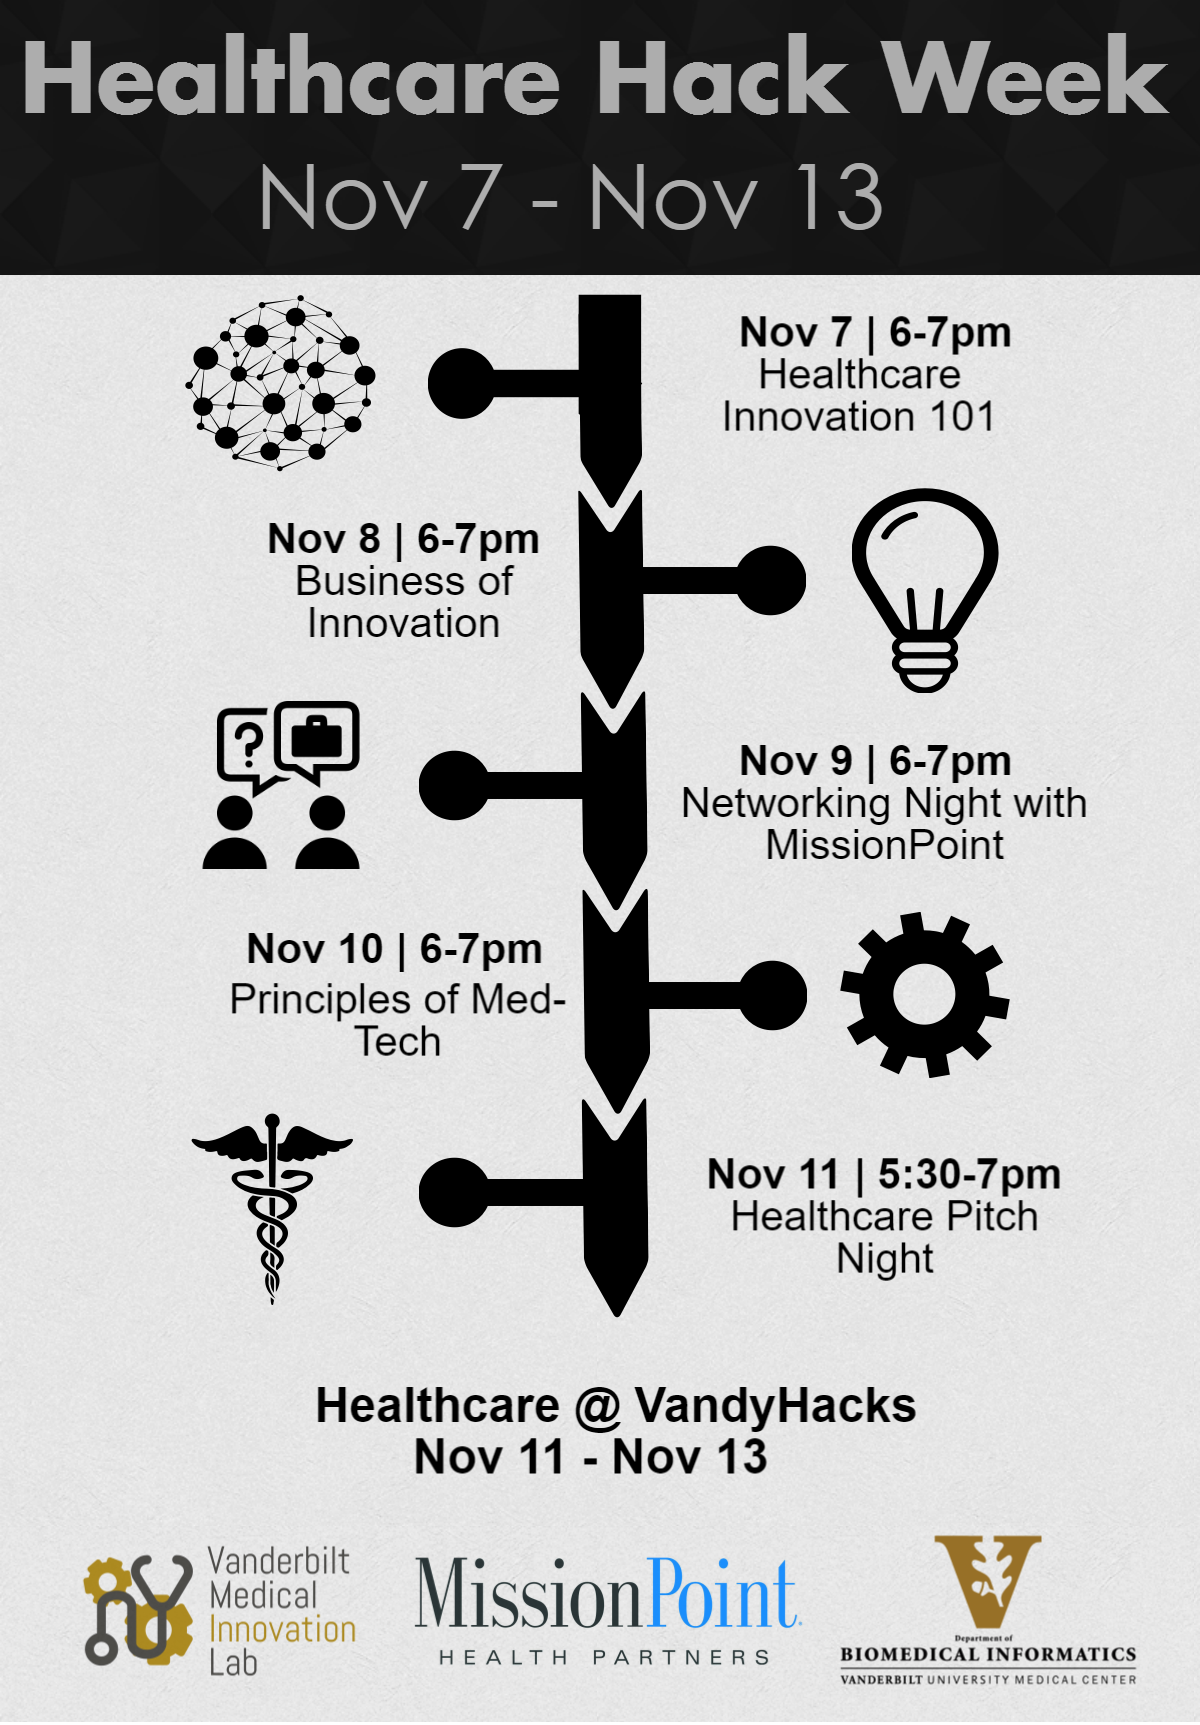 Healthcare Hack Week
Nov 7 - Nov 13
Nov 7 | 6-7pm
Healthcare
Innovation 101
Nov 8 | 6-7pm
Business of
Innovation
?
Nov 9 | 6-7pm
Networking Night with
MissionPoint
Nov 10 | 6-7pm
Principles of Med-
Tech
Nov 11 | 5:30-7pm
Healthcare Pitch
Night
Healthcare @ VandyHacks
Nov 11 - Nov 13
Vanderbilt
Medical
Innovation
Lab
MissionPoint
HEALTH PARTNERS
V
Department of
BIOMEDICAL INFORMATICS
VANDERBILT UNIVERSITY MEDICAL CENTER